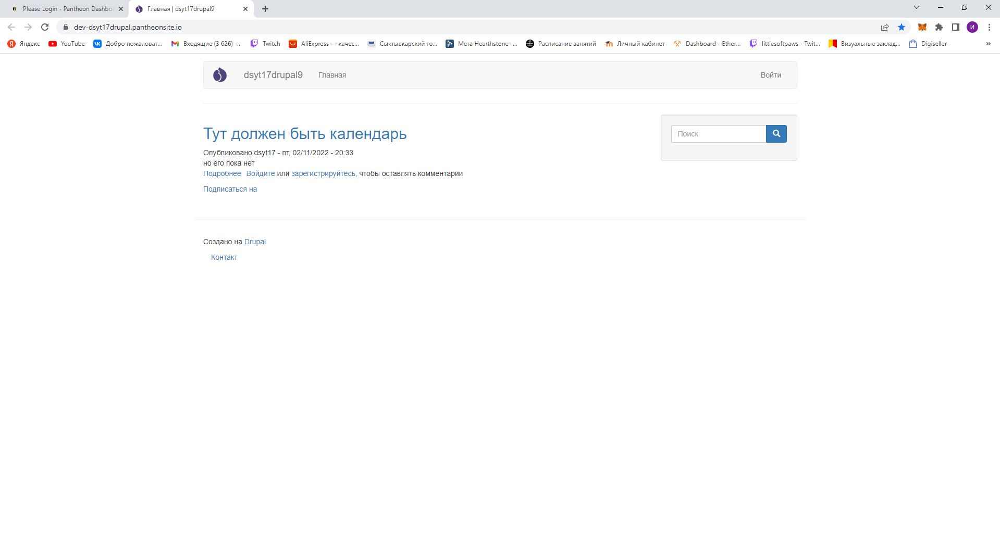 Please Login - Pantheon Dashbo
Главная | dsyt17drupal9
dev-dsyt17drupal.pantheonsite.io
И
Яндекс
YouTube
Добро пожаловат...
Входящие (3 626) -...
Twitch
AliExpress — качес...
Сыктывкарский го...
Мета Hearthstone -...
Расписание занятий
Личный кабинет
Dashboard - Ether...
littlesoftpaws - Twit...
Визуальные заклад...
Digiseller
»
dsyt17drupal9
Главная
Войти
Тут должен быть календарь
Опубликовано dsyt17 - пт, 02/11/2022 - 20:33
но его пока нет
Подробнее Войдите или зарегистрируйтесь, чтобы оставлять комментарии
Подписаться на
Поиск
Создано на Drupal
Контакт